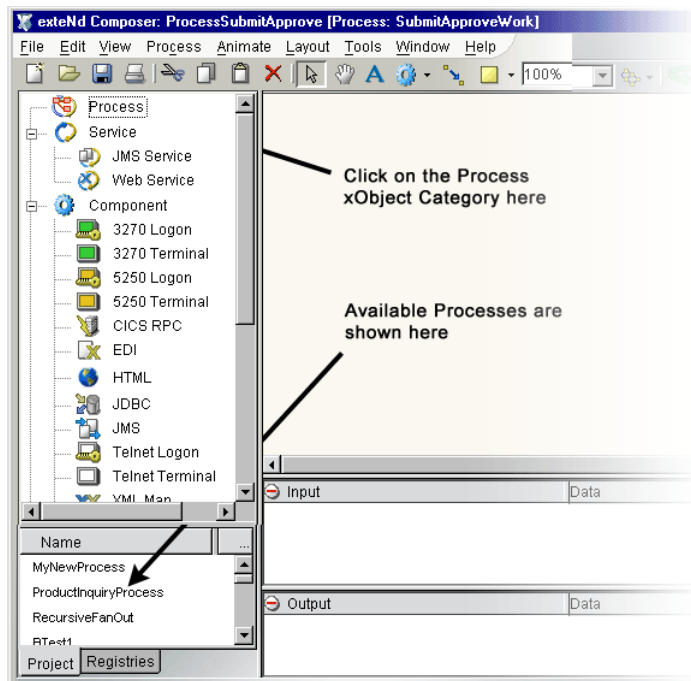 exteNd Composer: ProcessSubmitApprove [Process: SubmitApproveWork]
File Edit View Process Animate Layout Tools Window Help
100%
Process
Service
JMS Service
Web Service
Component
3270 Logon
3270 Terminal
5250 Logon
5250 Terminal
CICS RPC
EDI
HTML
JDBC
JMS
Telnet Logon
Telnet Terminal
XML Map
Click on the Process
xObject Category here
Available Processes are
shown here
Input Data
Name ...
MyNewProcess
ProductInquiryProcess
RecursiveFanOut
Output Data
Project Registries